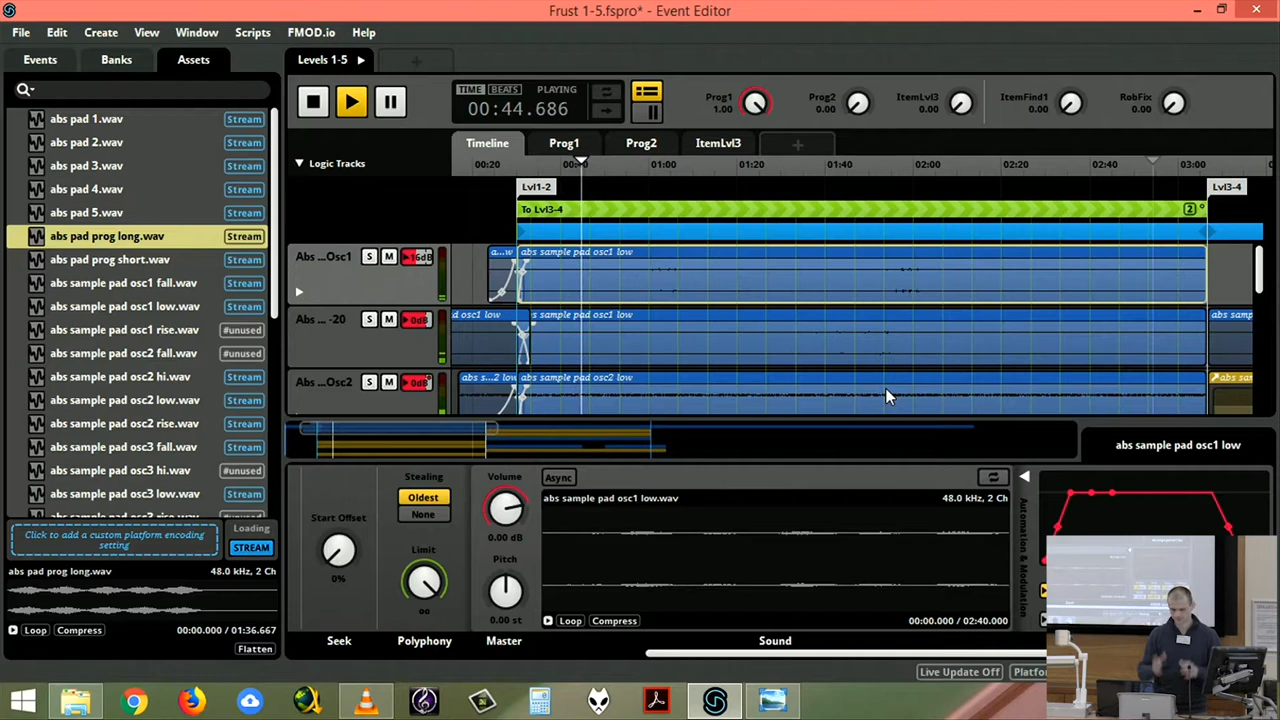 Frust 1-5.fspro* - Event Editor
File Edit Create View Window Scripts FMOD.io Help
Events Banks Assets
Levels 1-5
TIME BEATS PLAYING
00:44.686
Prog1 1.00
Prog2 0.00
ItemLvl3 0.00
ItemFind1 0.00
RobFix 0.00
Timeline Prog1 Prog2 ItemLvl3
Logic Tracks
00:20 01:00 01:20 01:40 02:00 02:20 02:40 03:00
Lvl1-2 Lvl3-4
To Lvl3-4 2
abs pad 1.wav Stream
abs pad 2.wav Stream
abs pad 3.wav Stream
abs pad 4.wav Stream
abs pad 5.wav Stream
abs pad prog long.wav Stream
abs pad prog short.wav Stream
abs sample pad osc1 fall.wav Stream
abs sample pad osc1 low.wav Stream
abs sample pad osc1 rise.wav #unused
abs sample pad osc2 fall.wav #unused
abs sample pad osc2 hi.wav Stream
abs sample pad osc2 low.wav Stream
abs sample pad osc2 rise.wav Stream
abs sample pad osc3 fall.wav Stream
abs sample pad osc3 hi.wav #unused
abs sample pad osc3 low.wav Stream
Abs ...Osc1 S M 16dB a...w abs sample pad osc1 low
Abs ... -20 S M 0dB d osc1 low sample pad osc1 low abs samp
Abs ...Osc2 S M 0dB abs s...2 low abs sample pad osc2 low abs sa
abs sample pad osc1 low
Click to add a custom platform encoding setting
Loading
STREAM
abs pad prog long.wav 48.0 kHz, 2 Ch
Loop Compress 00:00.000 / 01:36.667
Flatten
Start Offset
0%
Seek
Stealing
Oldest
None
Limit
∞
Polyphony
Volume
0.00 dB
Pitch
0.00 st
Master
Async
abs sample pad osc1 low.wav 48.0 kHz, 2 Ch
Loop Compress 00:00.000 / 02:40.000
Sound
Automation & Modulation
Live Update Off Platfo